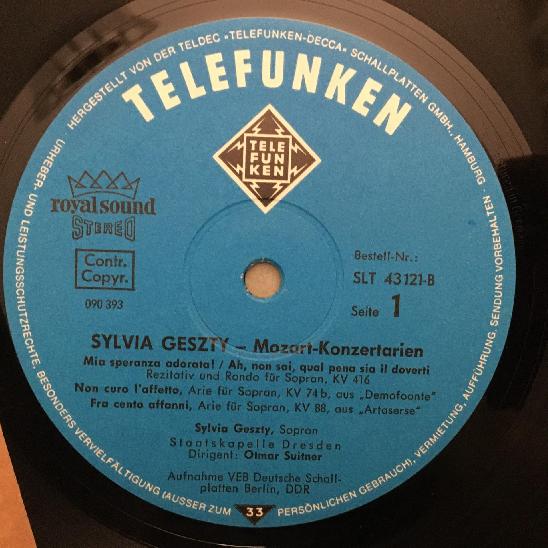 HERGESTELLT VON DER TELDEC »TELEFUNKEN-DECCA« SCHALLPLATTEN GMBH., HAMBURG
URHEBER- UND LEISTUNGSSCHUTZRECHTE, BESONDERS VERVIELFÄLTIGUNG (AUSSER ZUM PERSÖNLICHEN GEBRAUCH), VERMIETUNG, AUFFÜHRUNG, SENDUNG VORBEHALTEN
TELEFUNKEN
TELE
FUN
KEN
royal sound
STEREO
Contr.
Copyr.
090 393
Bestell-Nr.:
SLT 43121-B
Seite 1
SYLVIA GESZTY – Mozart-Konzertarien
Mia speranza adorata! / Ah, non sai, qual pena sia il doverti
Rezitativ und Rondo für Sopran, KV 416
Non curo l'affetto, Arie für Sopran, KV 74b, aus „Demofoonte"
Fra cento affanni, Arie für Sopran, KV 88, aus „Artaserse"
Sylvia Geszty, Sopran
Staatskapelle Dresden
Dirigent: Otmar Suitner
Aufnahme VEB Deutsche Schall-
platten Berlin, DDR
33